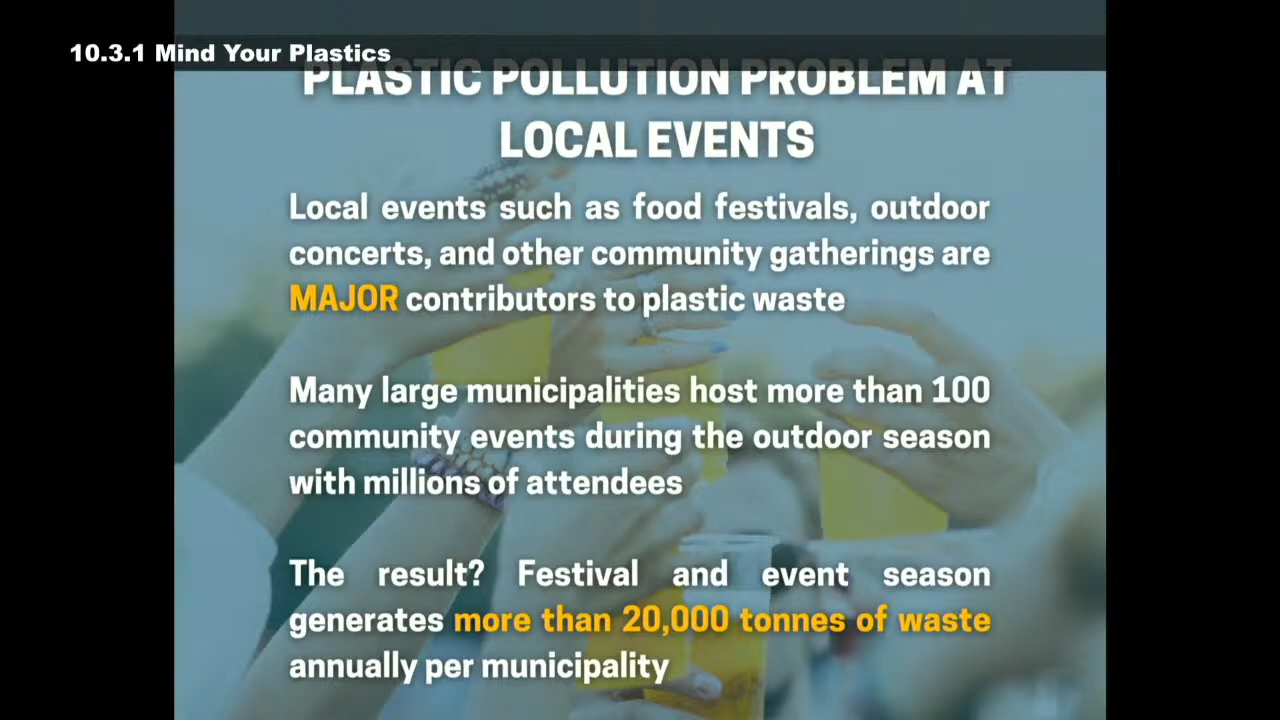 10.3.1 Mind Your Plastics
PLASTIC POLLUTION PROBLEM AT
LOCAL EVENTS
Local events such as food festivals, outdoor
concerts, and other community gatherings are
MAJOR contributors to plastic waste
Many large municipalities host more than 100
community events during the outdoor season
with millions of attendees
The result? Festival and event season
generates more than 20,000 tonnes of waste
annually per municipality